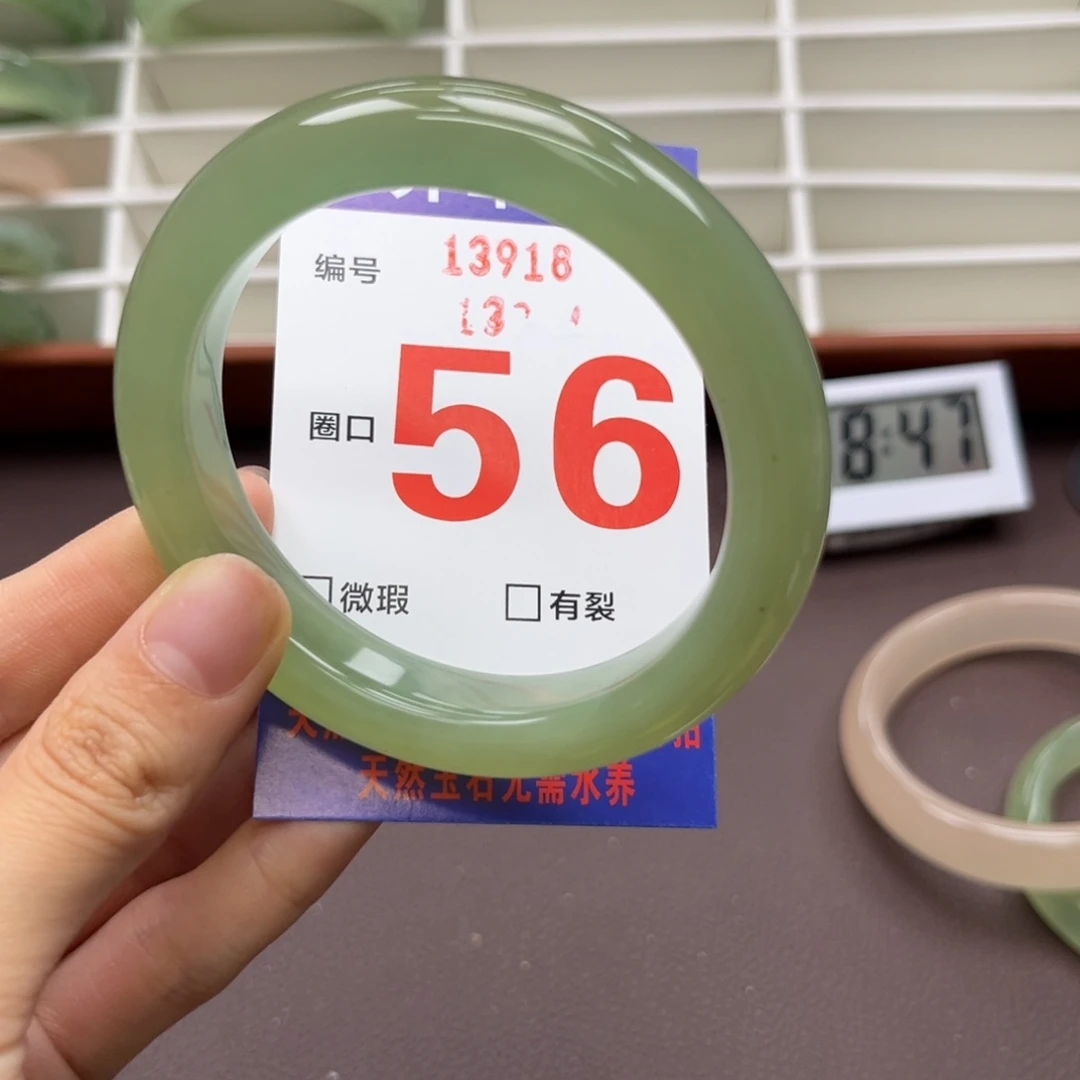 编号 13918
圈口 56
8:47
□微瑕 □有裂
天然玉石无需水养